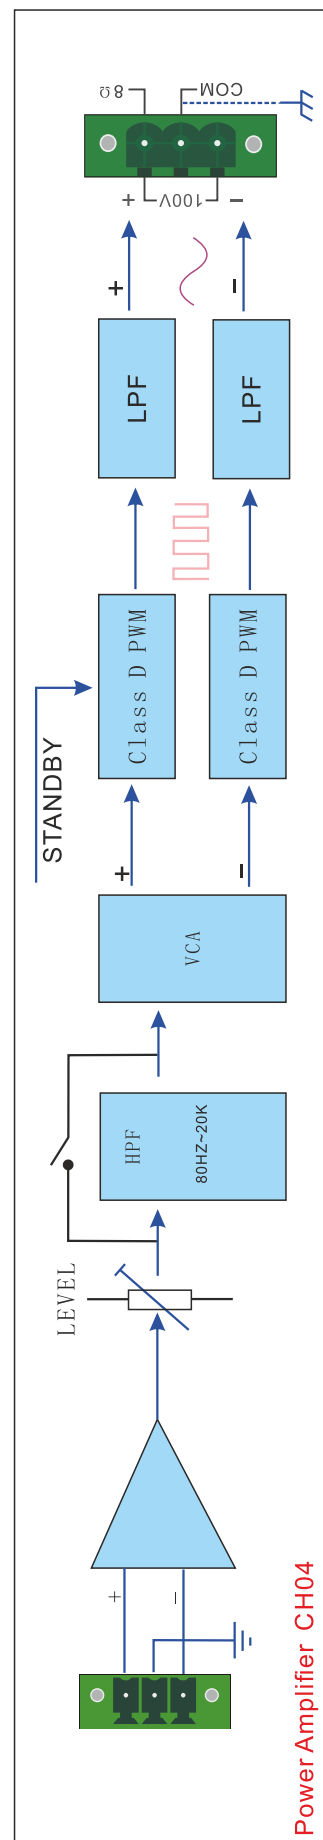 +
−
LEVEL
HPF
80HZ~20K
VCA
+
−
STANDBY
Class D PWM
Class D PWM
LPF
LPF
+
−
+
100V
−
8Ω
COM
Power Amplifier CH04